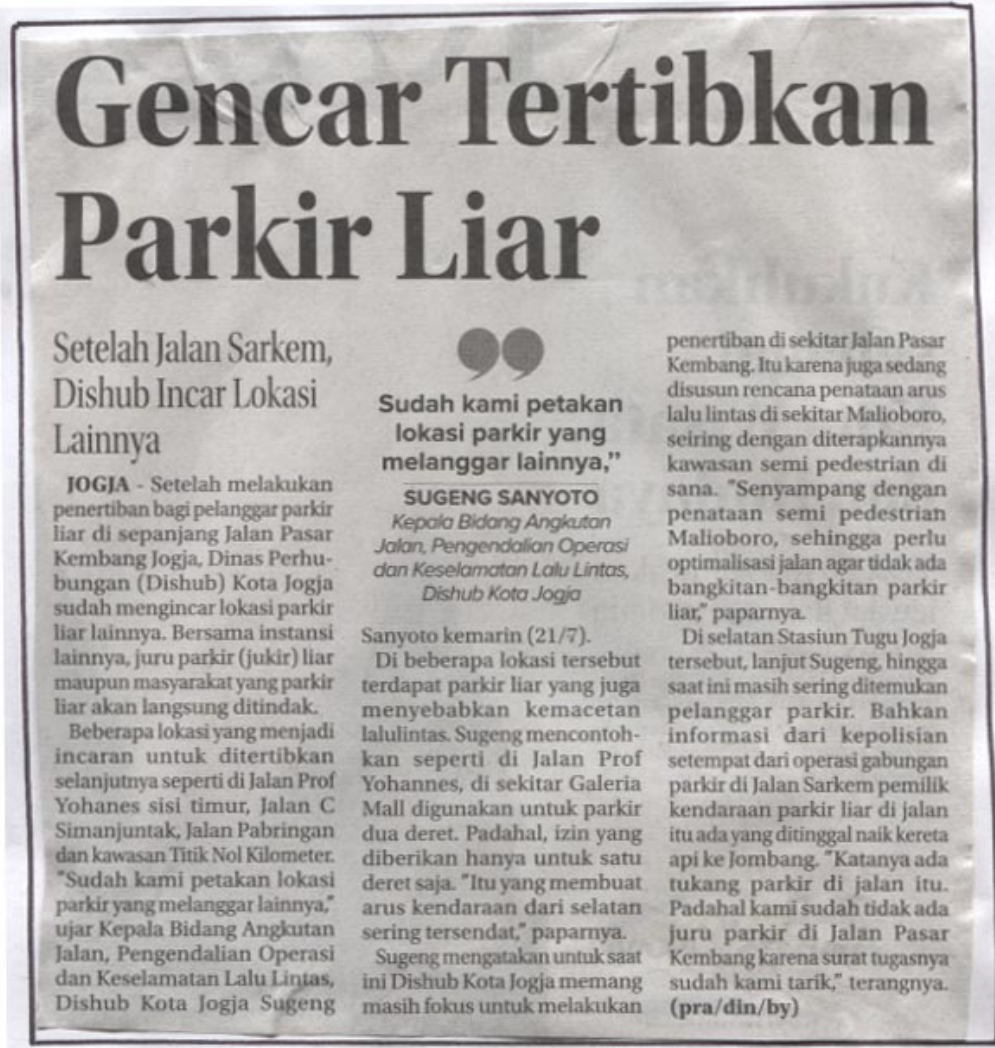 Gencar Tertibkan
Parkir Liar
Setelah Jalan Sarkem,
Dishub Incar Lokasi
Lainnya
JOGJA - Setelah melakukan
penertiban bagi pelanggar parkir
liar di sepanjang Jalan Pasar
Kembang Jogja, Dinas Perhu-
bungan (Dishub) Kota Jogja
sudah mengincar lokasi parkir
liar lainnya. Bersama instansi
lainnya, juru parkir (jukir) liar
maupun masyarakat yang parkir
liar akan langsung ditindak.
Beberapa lokasi yang menjadi
incaran untuk ditertibkan
selanjutnya seperti di Jalan Prof
Yohanes sisi timur, Jalan C
Simanjuntak, Jalan Pabringan
dan kawasan Titik Nol Kilometer.
"Sudah kami petakan lokasi
parkir yang melanggar lainnya,"
ujar Kepala Bidang Angkutan
Jalan, Pengendalian Operasi
dan Keselamatan Lalu Lintas,
Dishub Kota Jogja Sugeng
”
Sudah kami petakan
lokasi parkir yang
melanggar lainnya,”
SUGENG SANYOTO
Kepala Bidang Angkutan
Jalan, Pengendalian Operasi
dan Keselamatan Lalu Lintas,
Dishub Kota Jogja
Sanyoto kemarin (21/7).
Di beberapa lokasi tersebut
terdapat parkir liar yang juga
menyebabkan kemacetan
lalulintas. Sugeng mencontoh-
kan seperti di Jalan Prof
Yohannes, di sekitar Galeria
Mall digunakan untuk parkir
dua deret. Padahal, izin yang
diberikan hanya untuk satu
deret saja. "Itu yang membuat
arus kendaraan dari selatan
sering tersendat," paparnya.
Sugeng mengatakan untuk saat
ini Dishub Kota Jogja memang
masih fokus untuk melakukan
penertiban di sekitar Jalan Pasar
Kembang. Itu karena juga sedang
disusun rencana penataan arus
lalu lintas di sekitar Malioboro,
seiring dengan diterapkannya
kawasan semi pedestrian di
sana. "Senyampang dengan
penataan semi pedestrian
Malioboro, sehingga perlu
optimalisasi jalan agar tidak ada
bangkitan-bangkitan parkir
liar," paparnya.
Di selatan Stasiun Tugu Jogja
tersebut, lanjut Sugeng, hingga
saat ini masih sering ditemukan
pelanggar parkir. Bahkan
informasi dari kepolisian
setempat dari operasi gabungan
parkir di Jalan Sarkem pemilik
kendaraan parkir liar di jalan
itu ada yang ditinggal naik kereta
api ke Jombang. "Katanya ada
tukang parkir di jalan itu.
Padahal kami sudah tidak ada
juru parkir di Jalan Pasar
Kembang karena surat tugasnya
sudah kami tarik," terangnya.
(pra/din/by)